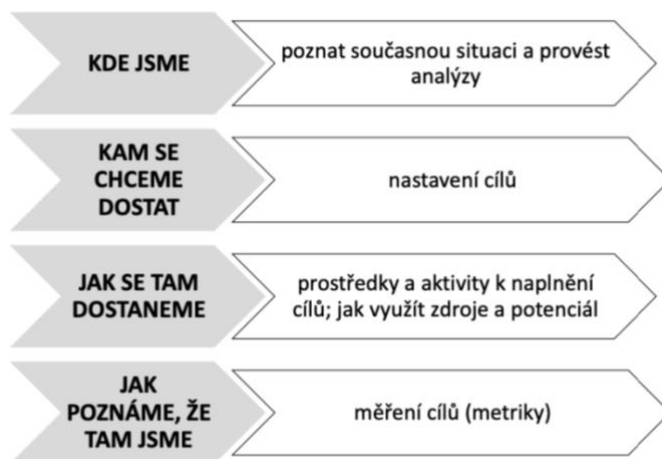 KDE JSME
poznat současnou situaci a provést
analýzy
KAM SE
CHCEME
DOSTAT
nastavení cílů
JAK SE TAM
DOSTANEME
prostředky a aktivity k naplnění
cílů; jak využít zdroje a potenciál
JAK
POZNÁME, ŽE
TAM JSME
měření cílů (metriky)